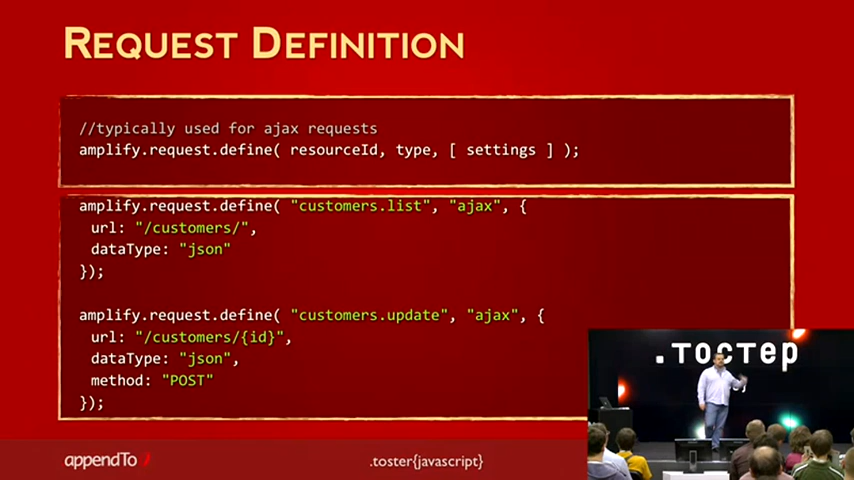 REQUEST DEFINITION
//typically used for ajax requests
amplify.request.define( resourceId, type, [ settings ] );
amplify.request.define( "customers.list", "ajax", {
url: "/customers/",
dataType: "json"
});
amplify.request.define( "customers.update", "ajax", {
url: "/customers/{id}",
dataType: "json",
method: "POST"
});
.тостер
appendTo
.toster{javascript}